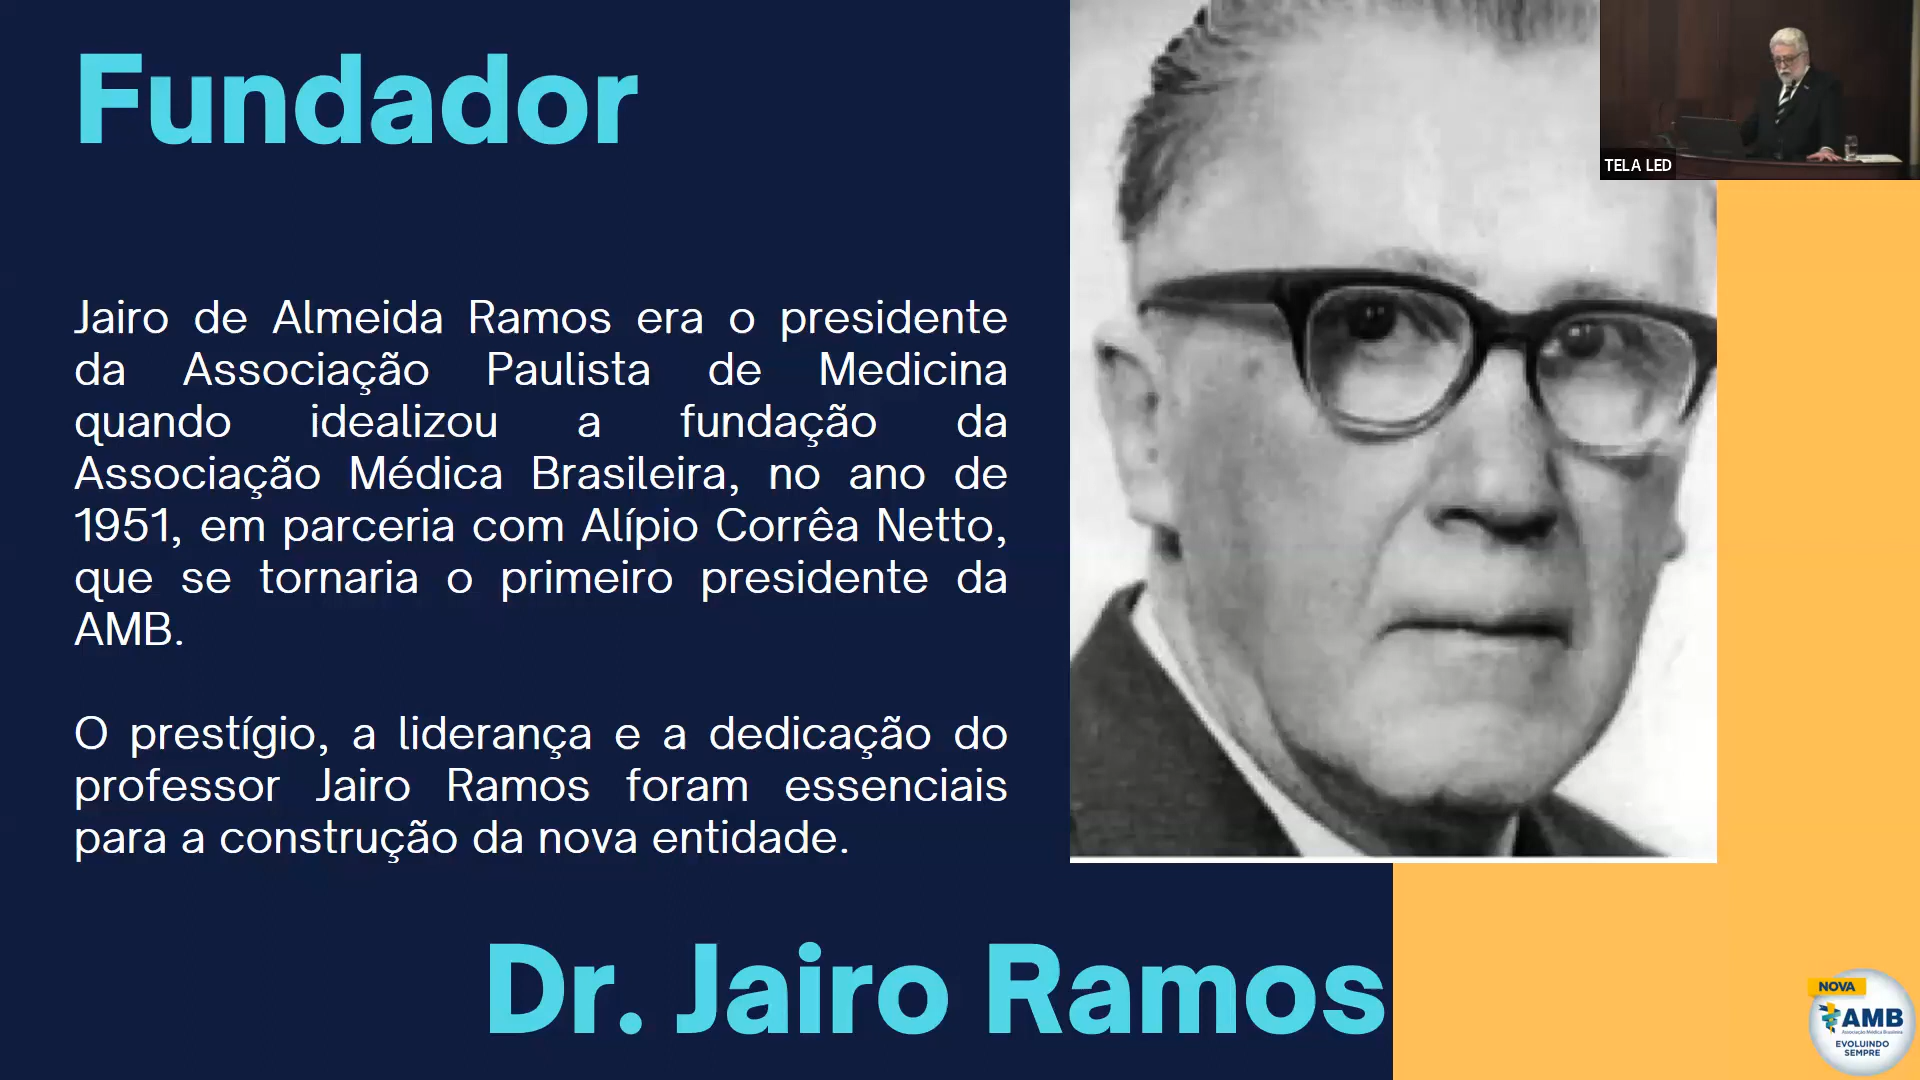 Fundador
TELA LED
Jairo de Almeida Ramos era o presidente
da Associação Paulista de Medicina
quando idealizou a fundação da
Associação Médica Brasileira, no ano de
1951, em parceria com Alípio Corrêa Netto,
que se tornaria o primeiro presidente da
AMB.
O prestígio, a liderança e a dedicação do
professor Jairo Ramos foram essenciais
para a construção da nova entidade.
Dr. Jairo Ramos
NOVA
AMB
Associação Médica Brasileira
EVOLUINDO
SEMPRE